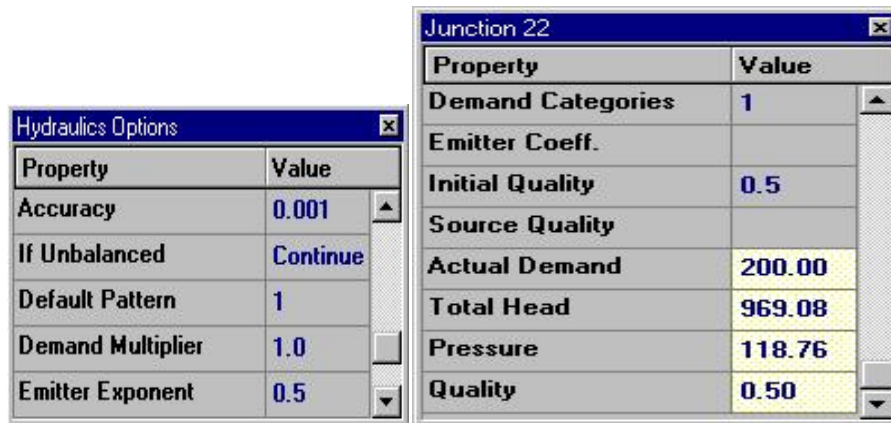 Hydraulics Options
Property Value
Accuracy 0.001
If Unbalanced Continue
Default Pattern 1
Demand Multiplier 1.0
Emitter Exponent 0.5
Junction 22
Property Value
Demand Categories 1
Emitter Coeff.
Initial Quality 0.5
Source Quality
Actual Demand 200.00
Total Head 969.08
Pressure 118.76
Quality 0.50